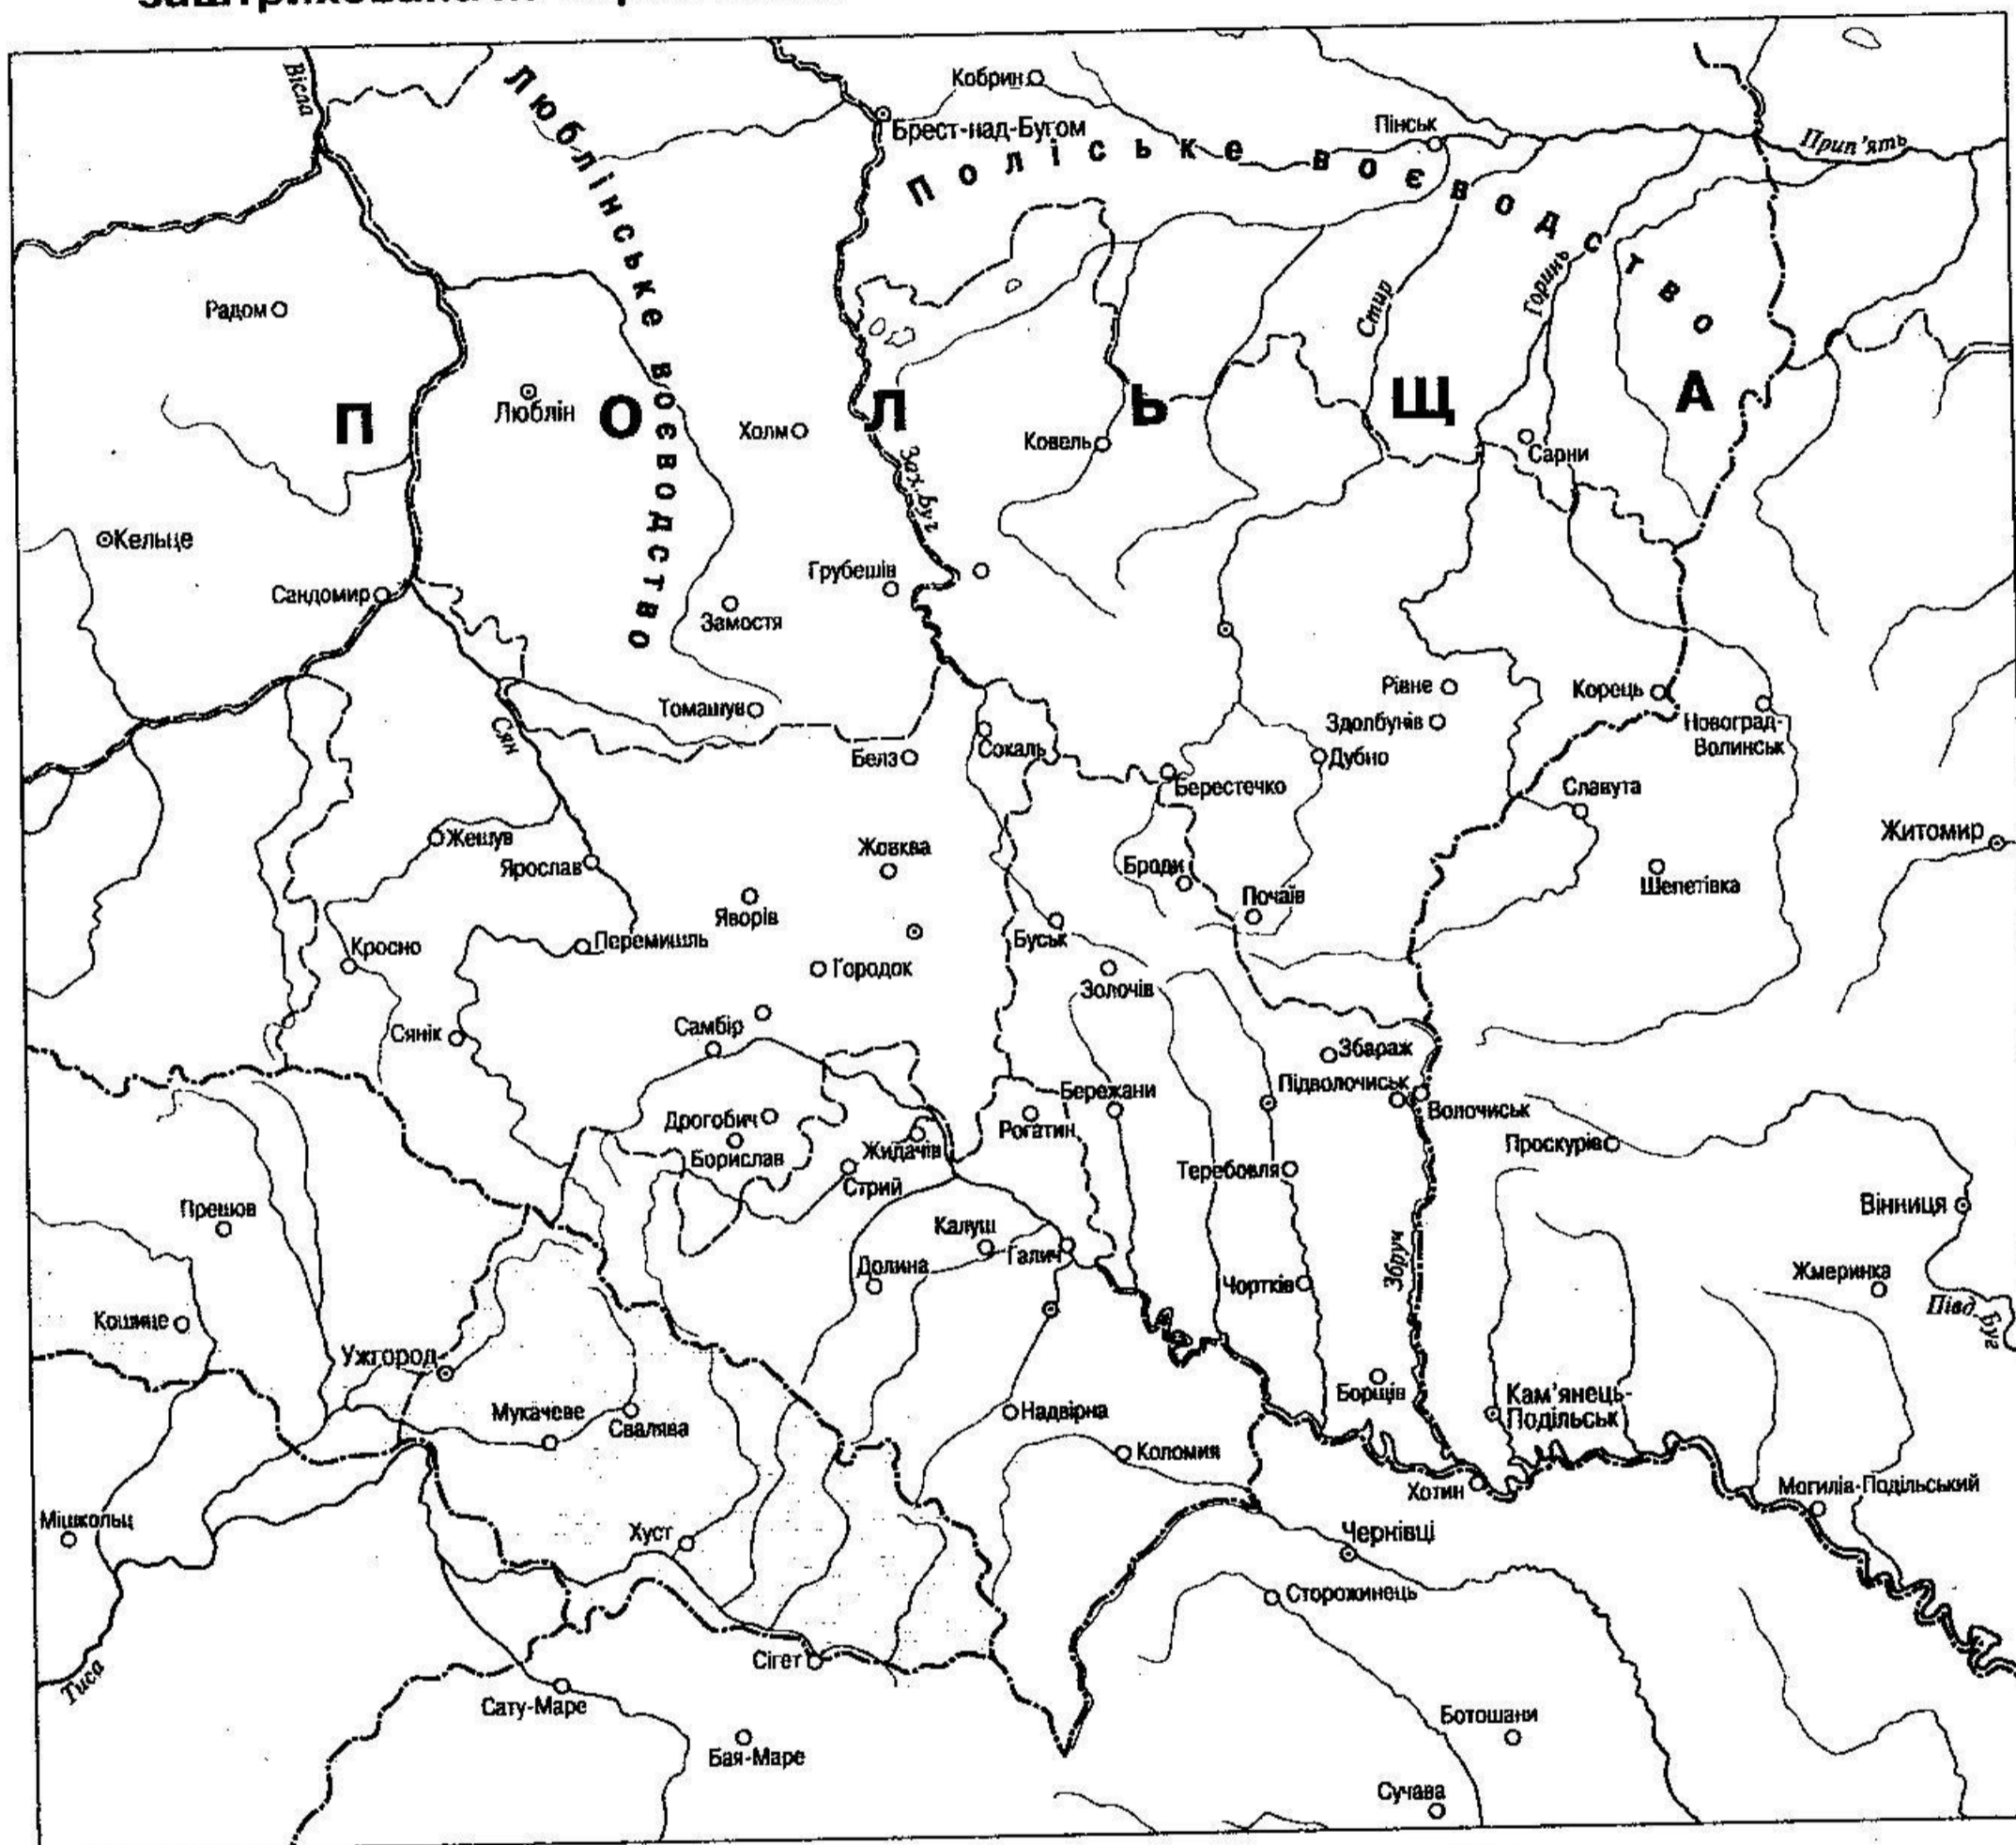 Вісла
Люблінське воєводство
Кобрин
Брест-над-Бугом
Пінськ
Прип'ять
Поліське воєводство
Радом
Стир
Горинь
ПОЛЬЩА
Люблін
Холм
Ковель
Сарни
Зах. Буг
Кельце
Сандомир
Грубешів
Замостя
Томашув
Рівне
Корець
Здолбунів
Новоград-
Волинськ
Сян
Белз
Сокаль
Дубно
Берестечко
Славута
Житомир
Жешув
Ярослав
Жовква
Броди
Шепетівка
Почаїв
Яворів
Кросно
Перемишль
Буськ
Городок
Золочів
Сянік
Самбір
Збараж
Підволочиськ
Бережани
Волочиськ
Дрогобич
Рогатин
Проскурів
Борислав
Жидачів
Стрий
Теребовля
Вінниця
Прешов
Калуш
Галич
Долина
Збруч
Чортків
Жмеринка
Півд. Буг
Кошице
Ужгород
Борщів
Кам'янець-
Подільськ
Мукачеве
Свалява
Надвірна
Коломия
Хотин
Могилів-Подільський
Мішкольц
Хуст
Чернівці
Сторожинець
Сігет
Тиса
Сату-Маре
Бая-Маре
Ботошани
Сучава